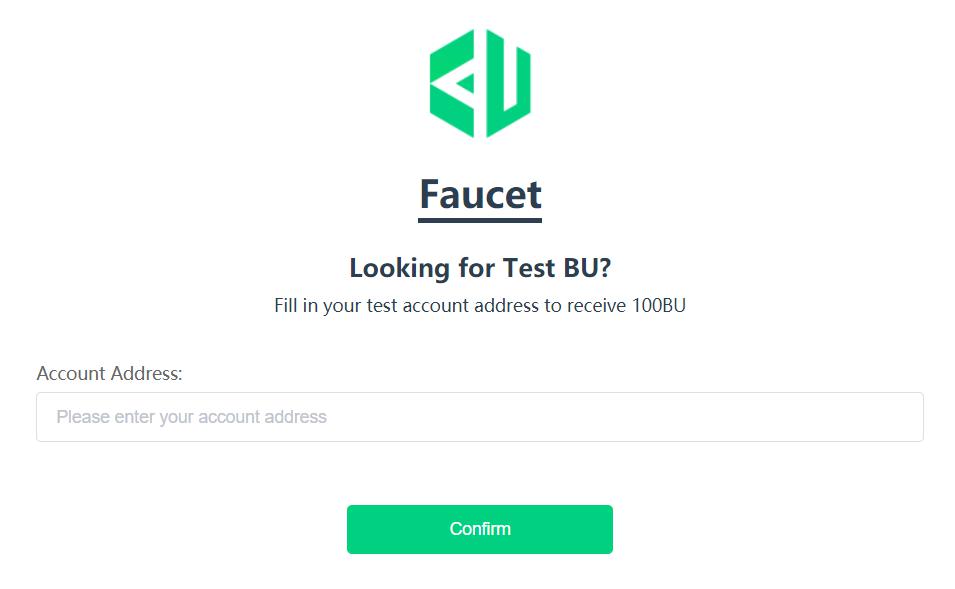 Faucet
Looking for Test BU?
Fill in your test account address to receive 100BU
Account Address:
Please enter your account address
Confirm